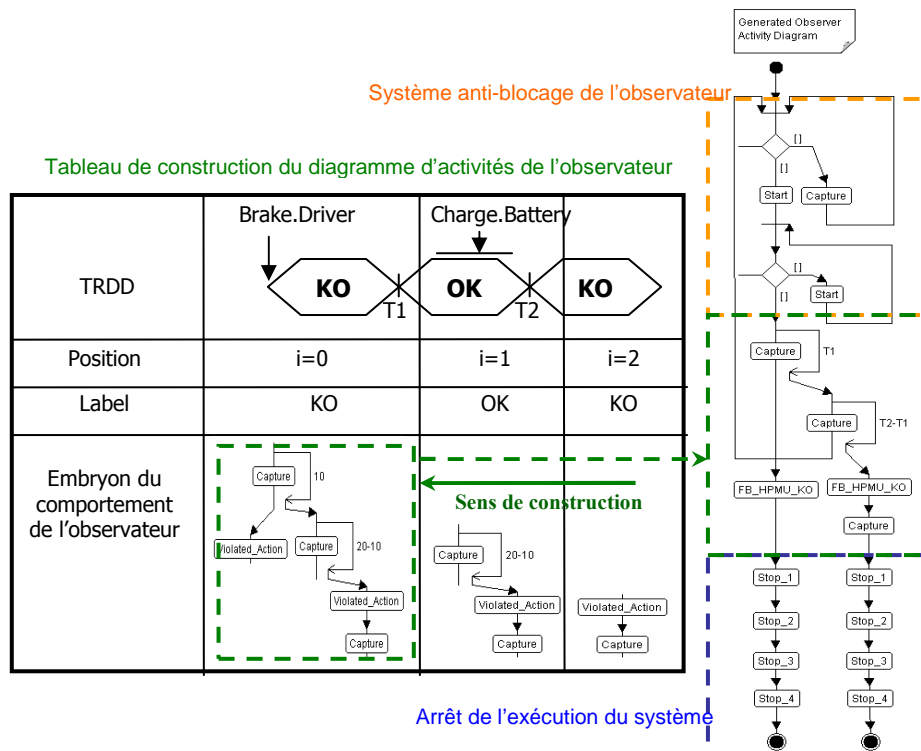 Generated Observer
Activity Diagram
Système anti-blocage de l'observateur
[ ]
[ ]
Start
Capture
[ ]
Start
[ ]
Capture
T1
Capture
T2-T1
FB_HPMU_KO
FB_HPMU_KO
Capture
Stop_1
Stop_1
Stop_2
Stop_2
Stop_3
Stop_3
Stop_4
Stop_4
Tableau de construction du diagramme d'activités de l'observateur
Brake.Driver
Charge.Battery
TRDD
KO
OK
KO
T1
T2
Position
i=0
i=1
i=2
Label
KO
OK
KO
Embryon du
comportement
de l'observateur
Capture
10
Violated_Action
Capture
20-10
Violated_Action
Capture
Sens de construction
Capture
20-10
Violated_Action
Capture
Violated_Action
Capture
Arrêt de l'exécution du système